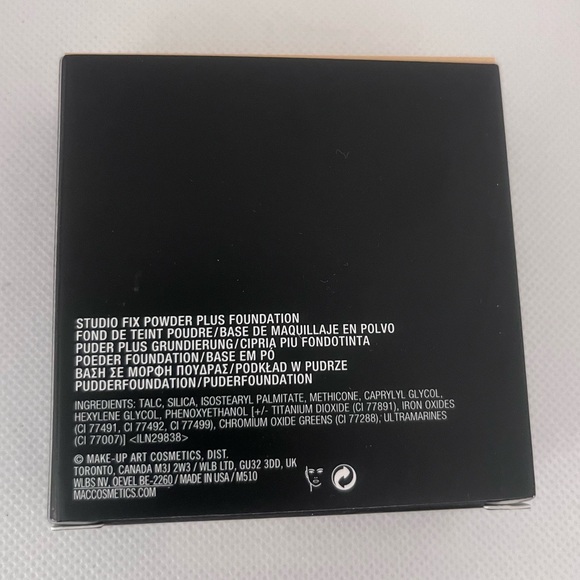 STUDIO FIX POWDER PLUS FOUNDATION
FOND DE TEINT POUDRE/BASE DE MAQUILLAJE EN POLVO
PUDER PLUS GRUNDIERUNG/CIPRIA PIU FONDOTINTA
POEDER FOUNDATION/BASE EM PÓ
ΒΑΣΗ ΣΕ ΜΟΡΦΗ ΠΟΥΔΡΑΣ/PODKŁAD W PUDRZE
PUDDERFOUNDATION/PUDERFOUNDATION
INGREDIENTS: TALC, SILICA, ISOSTEARYL PALMITATE, METHICONE, CAPRYLYL GLYCOL,
HEXYLENE GLYCOL, PHENOXYETHANOL [+/- TITANIUM DIOXIDE (CI 77891), IRON OXIDES
(CI 77491, CI 77492, CI 77499), CHROMIUM OXIDE GREENS (CI 77288), ULTRAMARINES
(CI 77007)] <ILN29838>
© MAKE-UP ART COSMETICS, DIST.
TORONTO, CANADA M3J 2W3 / WLB LTD, GU32 3DD, UK
WLBS NV, OEVEL BE-2260 / MADE IN USA / M510
MACCOSMETICS.COM